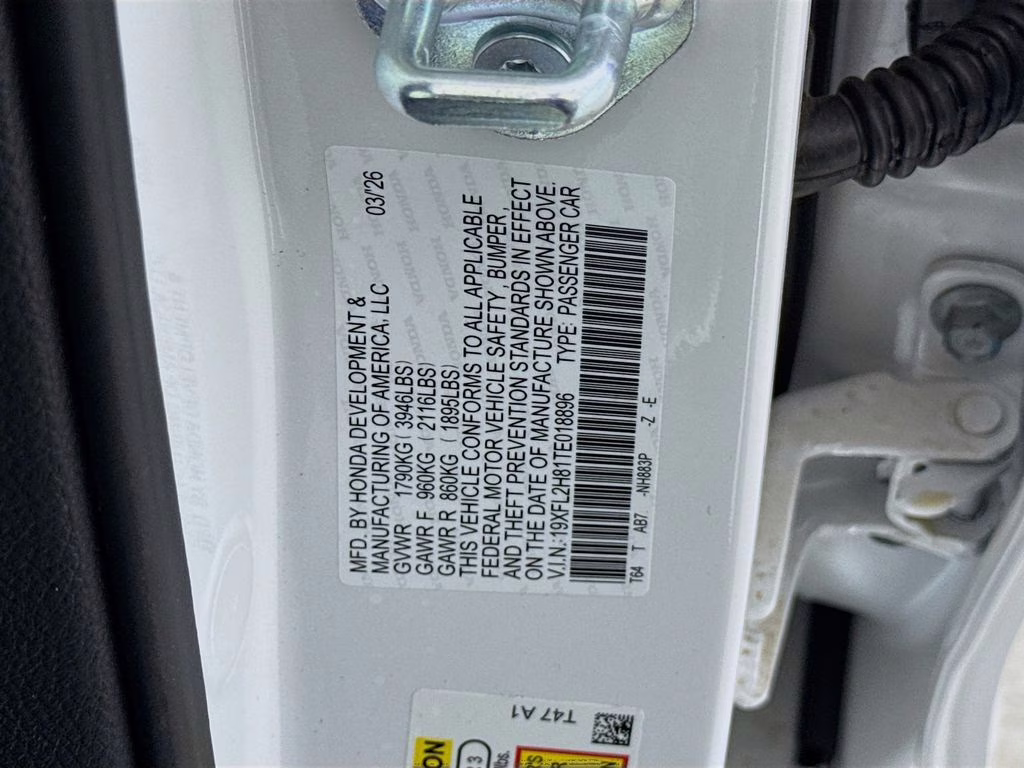 MFD. BY HONDA DEVELOPMENT &
MANUFACTURING OF AMERICA, LLC 03/'26
GVWR 1790KG ( 3946LBS)
GAWR F 960KG ( 2116LBS)
GAWR R 860KG ( 1895LBS)
THIS VEHICLE CONFORMS TO ALL APPLICABLE
FEDERAL MOTOR VEHICLE SAFETY, BUMPER,
AND THEFT PREVENTION STANDARDS IN EFFECT
ON THE DATE OF MANUFACTURE SHOWN ABOVE.
V.I.N.:19XFL2H81TE018896 TYPE: PASSENGER CAR
T64 T AB7 -NH883P -Z -E
T47 A1